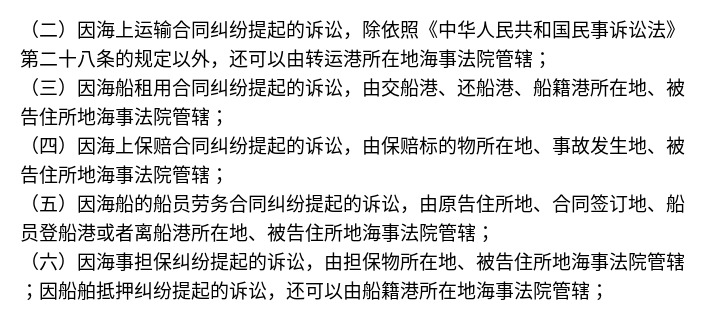 （二）因海上运输合同纠纷提起的诉讼，除依照《中华人民共和国民事诉讼法》
第二十八条的规定以外，还可以由转运港所在地海事法院管辖；
（三）因海船租用合同纠纷提起的诉讼，由交船港、还船港、船籍港所在地、被
告住所地海事法院管辖；
（四）因海上保赔合同纠纷提起的诉讼，由保赔标的物所在地、事故发生地、被
告住所地海事法院管辖；
（五）因海船的船员劳务合同纠纷提起的诉讼，由原告住所地、合同签订地、船
员登船港或者离船港所在地、被告住所地海事法院管辖；
（六）因海事担保纠纷提起的诉讼，由担保物所在地、被告住所地海事法院管辖
；因船舶抵押纠纷提起的诉讼，还可以由船籍港所在地海事法院管辖；